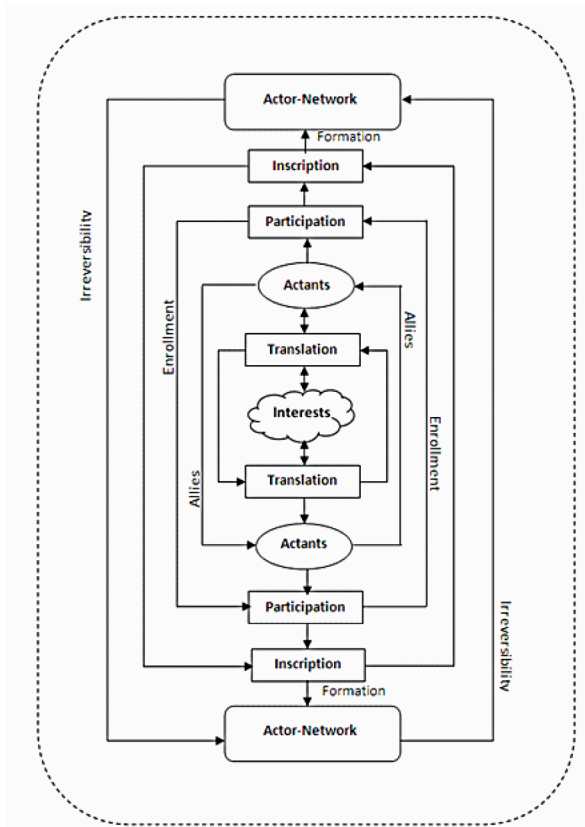 Actor-Network
Formation
Inscription
Participation
Irreversibility
Actants
Allies
Enrollment
Translation
Interests
Enrollment
Translation
Allies
Actants
Participation
Irreversibility
Inscription
Formation
Actor-Network